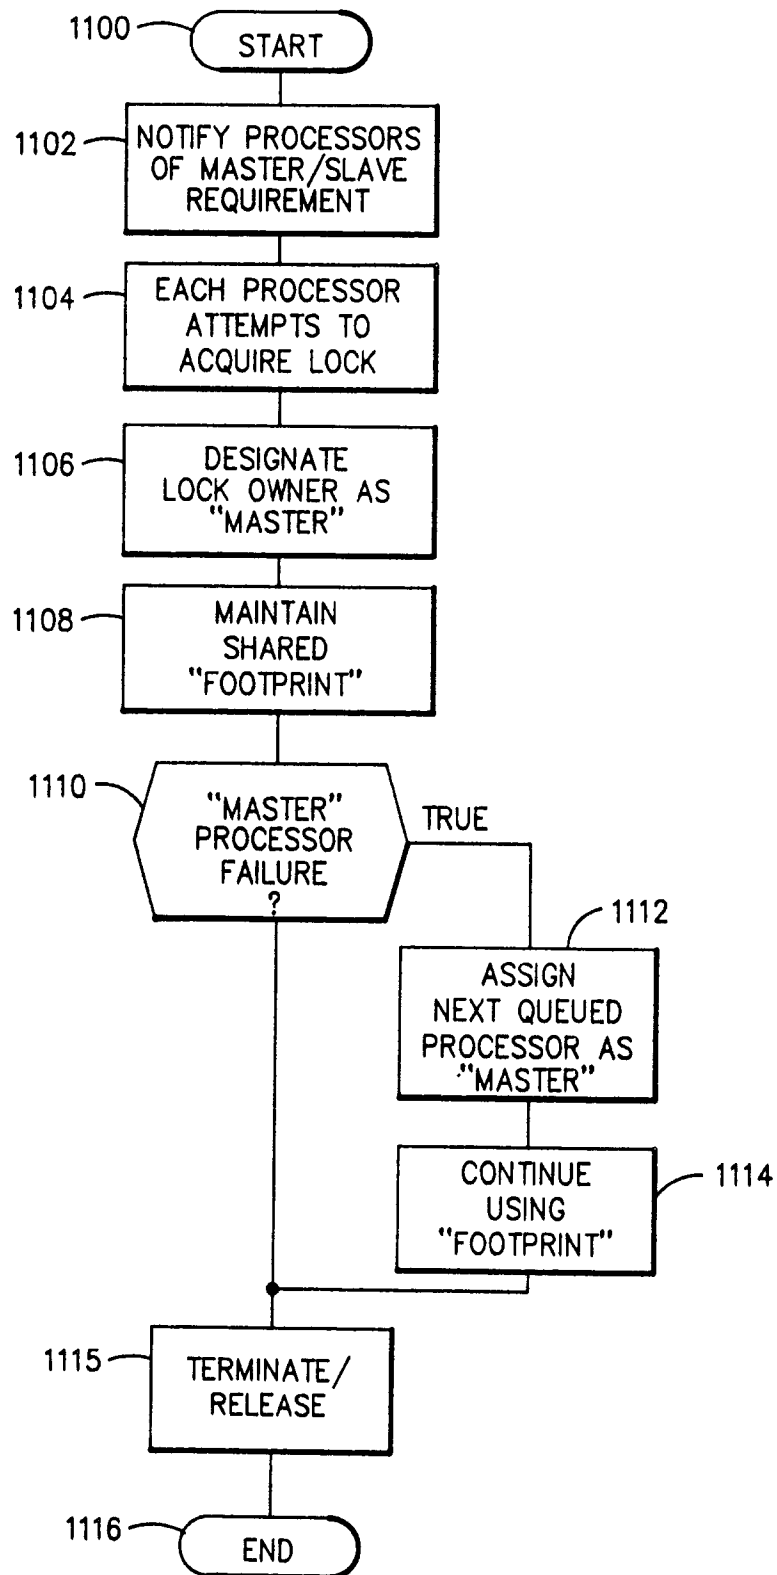 1100
START
1102
NOTIFY PROCESSORS
OF MASTER/SLAVE
REQUIREMENT
1104
EACH PROCESSOR
ATTEMPTS TO
ACQUIRE LOCK
1106
DESIGNATE
LOCK OWNER AS
"MASTER"
1108
MAINTAIN
SHARED
"FOOTPRINT"
1110
"MASTER"
PROCESSOR
FAILURE
?
TRUE
1112
ASSIGN
NEXT QUEUED
PROCESSOR AS
"MASTER"
1114
CONTINUE
USING
"FOOTPRINT"
1115
TERMINATE/
RELEASE
1116
END